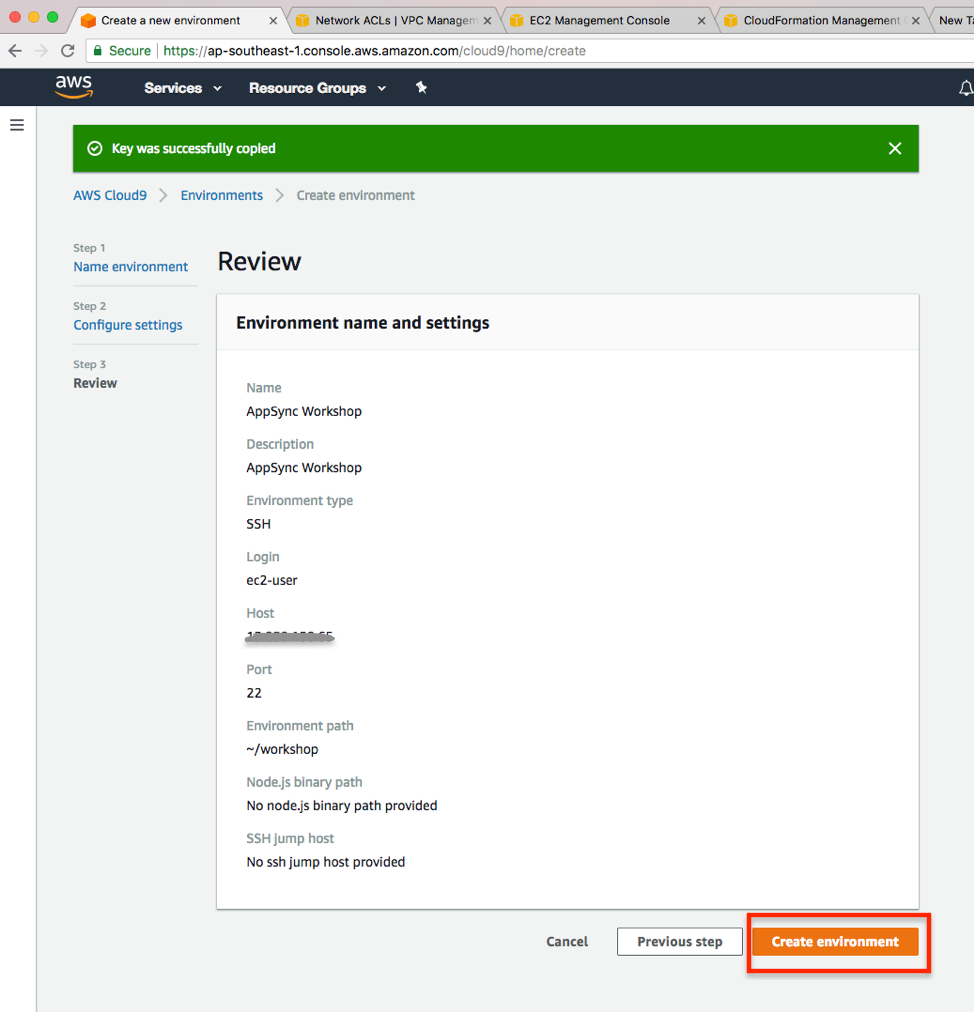 Create a new environment
Network ACLs | VPC Managem
EC2 Management Console
CloudFormation Management
New Ta
Secure
https://ap-southeast-1.console.aws.amazon.com/cloud9/home/create
aws
Services
Resource Groups
Key was successfully copied
AWS Cloud9
Environments
Create environment
Step 1
Name environment
Step 2
Configure settings
Step 3
Review
Review
Environment name and settings
Name
AppSync Workshop
Description
AppSync Workshop
Environment type
SSH
Login
ec2-user
Host
Port
22
Environment path
~/workshop
Node.js binary path
No node.js binary path provided
SSH jump host
No ssh jump host provided
Cancel
Previous step
Create environment